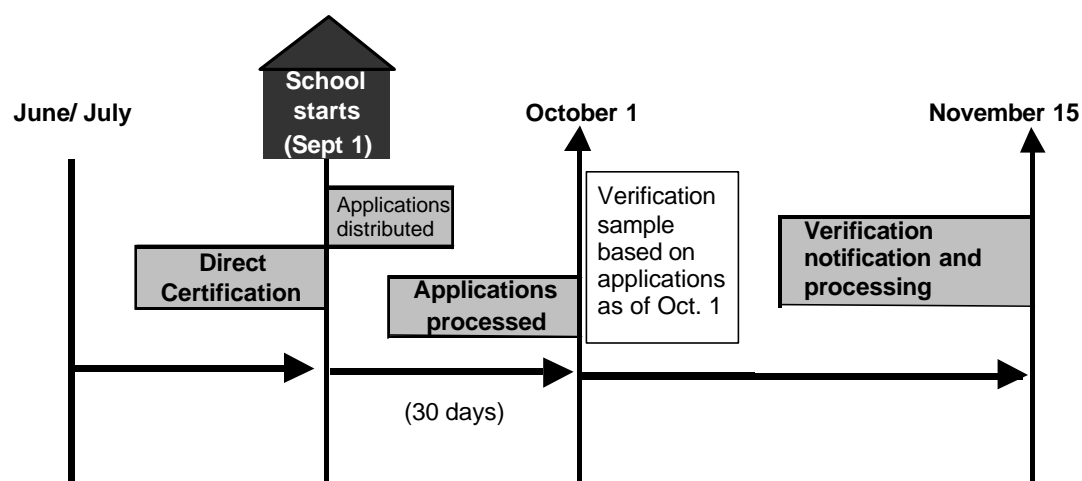 School
starts
(Sept 1)
June/ July
October 1
November 15
Applications
distributed
Verification
sample
based on
applications
as of Oct. 1
Verification
notification and
processing
Direct
Certification
Applications
processed
(30 days)